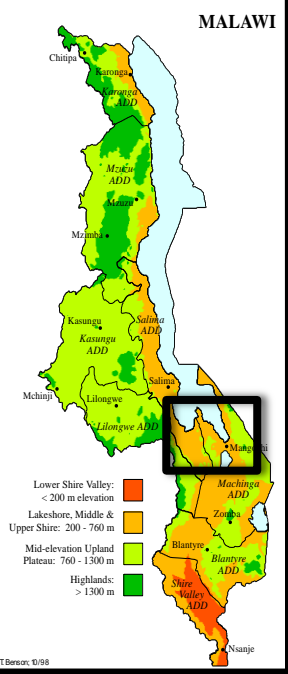 MALAWI
Chitipa
Karonga
Karonga
ADD
Mzuzu
ADD
Mzuzu
Mzimba
Kasungu
Kasungu
ADD
Salima
ADD
Salima
Mchinji
Lilongwe
Lilongwe ADD
Mangochi
Machinga
ADD
Zomba
Blantyre
Blantyre
ADD
Shire
Valley
ADD
Nsanje
Lower Shire Valley:
< 200 m elevation
Lakeshore, Middle &
Upper Shire: 200 - 760 m
Mid-elevation Upland
Plateau: 760 - 1300 m
Highlands:
> 1300 m
T.Benson; 10/98